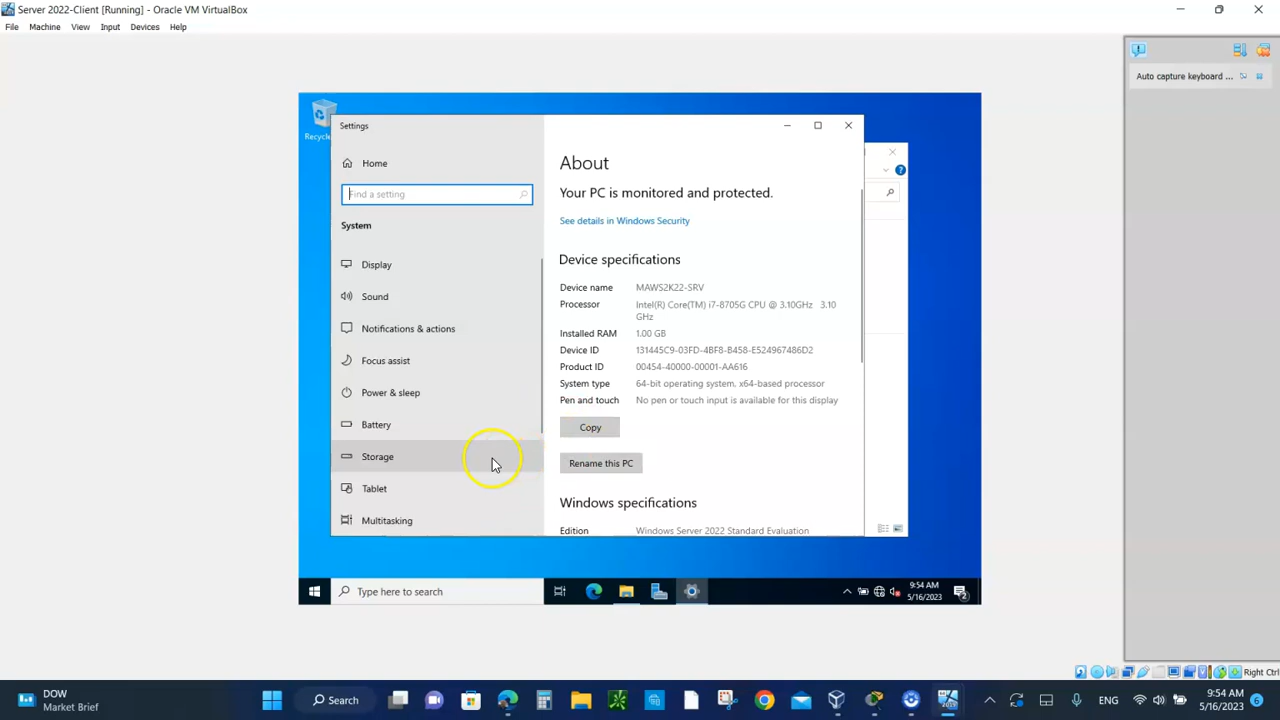 Server 2022-Client [Running] - Oracle VM VirtualBox
File Machine View Input Devices Help
Auto capture keyboard ...
Recycle
Settings
Home
Find a setting
System
Display
Sound
Notifications & actions
Focus assist
Power & sleep
Battery
Storage
Tablet
Multitasking
About
Your PC is monitored and protected.
See details in Windows Security
Device specifications
Device name MAWS2K22-SRV
Processor Intel(R) Core(TM) i7-8705G CPU @ 3.10GHz 3.10
GHz
Installed RAM 1.00 GB
Device ID 131445C9-03FD-4BF8-B458-E524967486D2
Product ID 00454-40000-00001-AA616
System type 64-bit operating system, x64-based processor
Pen and touch No pen or touch input is available for this display
Copy
Rename this PC
Windows specifications
Edition Windows Server 2022 Standard Evaluation
Type here to search
9:54 AM
5/16/2023
2
Right Ctrl
DOW
Market Brief
Search
2019
ENG
9:54 AM
5/16/2023
6